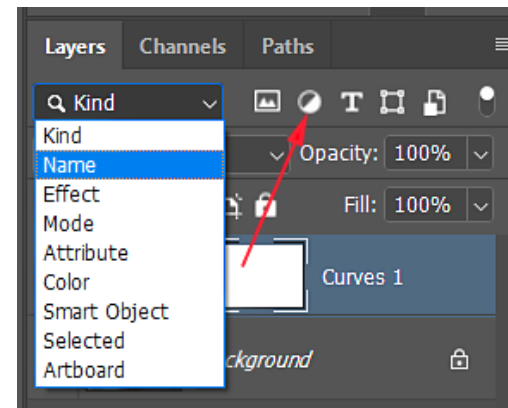 Layers Channels Paths
Kind
Kind
Name
Effect
Mode
Attribute
Color
Smart Object
Selected
Artboard
Opacity: 100%
Fill: 100%
Curves 1
ckground